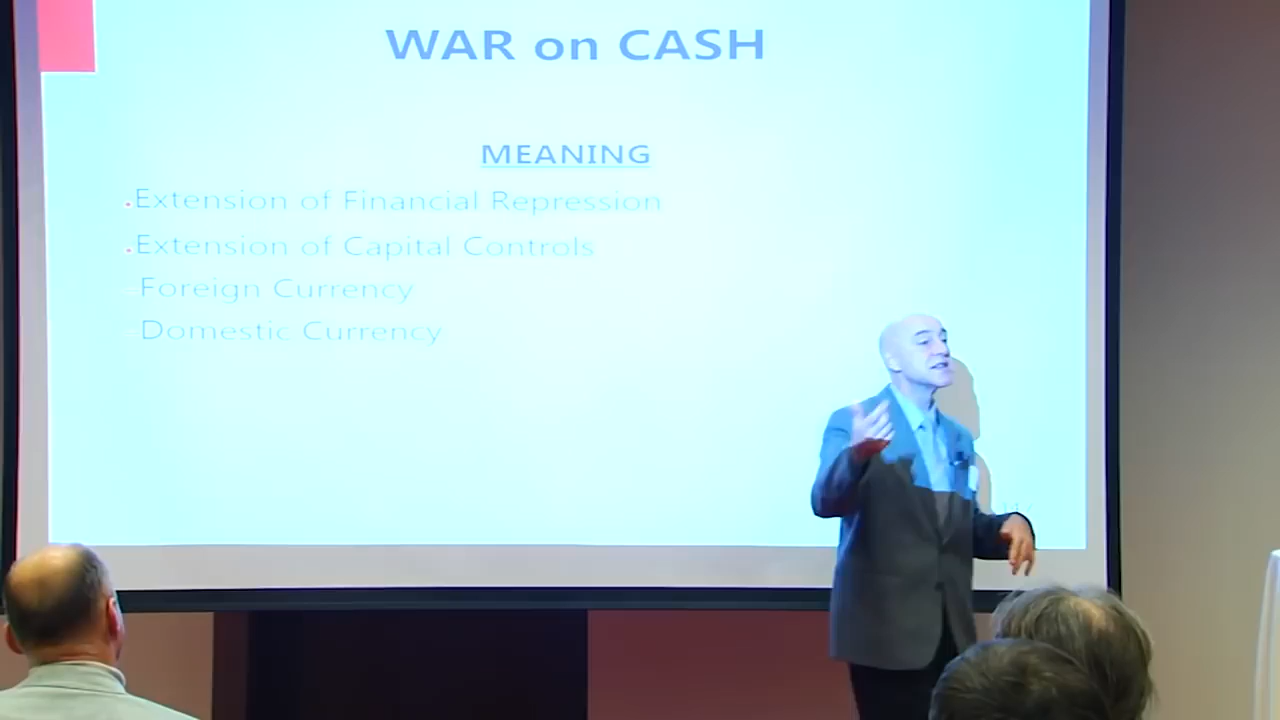 WAR on CASH
MEANING
.Extension of Financial Repression
.Extension of Capital Controls
Foreign Currency
Domestic Currency